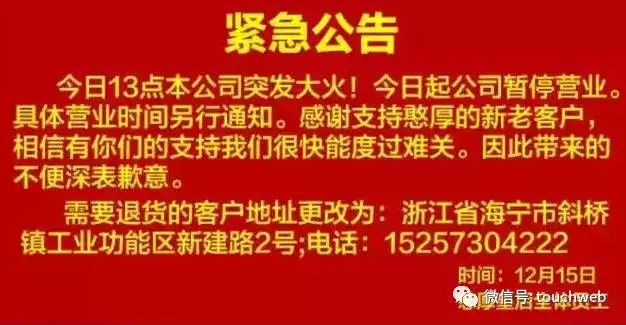 紧急公告
今日13点本公司突发大火！今日起公司暂停营业。
具体营业时间另行通知。感谢支持憨厚的新老客户，
相信有你们的支持我们很快能度过难关。因此带来的
不便深表歉意。
需要退货的客户地址更改为：浙江省海宁市斜桥
镇工业功能区新建路2号;电话：15257304222
时间：12月15日
微信号: touchweb